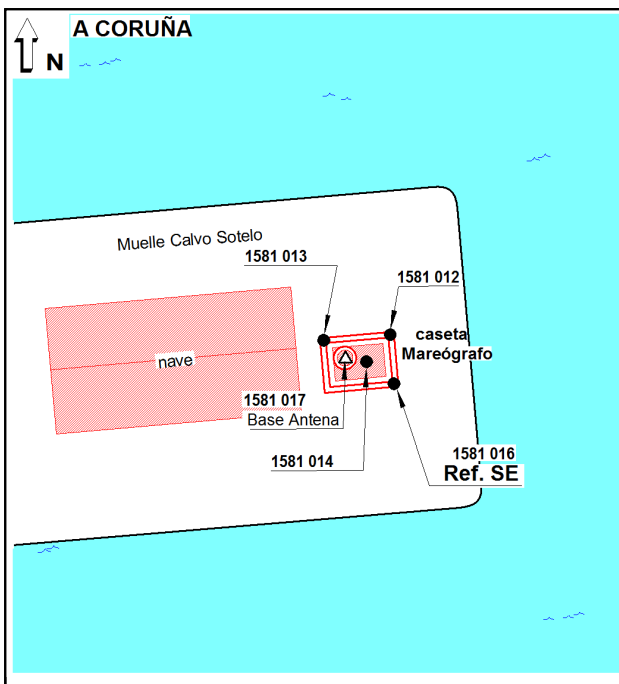 A CORUÑA
N
Muelle Calvo Sotelo
1581 013
1581 012
caseta
Mareógrafo
nave
1581 017
Base Antena
1581 014
1581 016
Ref. SE